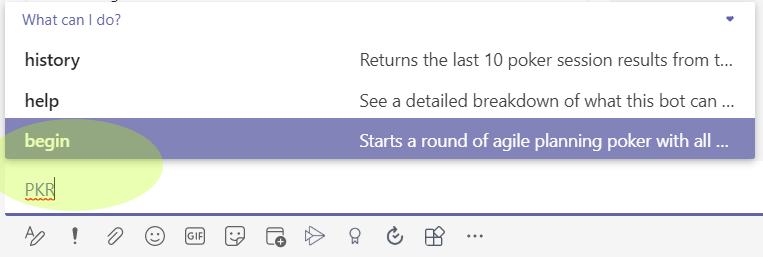 What can I do?
history Returns the last 10 poker session results from t...
help See a detailed breakdown of what this bot can ...
begin Starts a round of agile planning poker with all ...
PKR
GIF